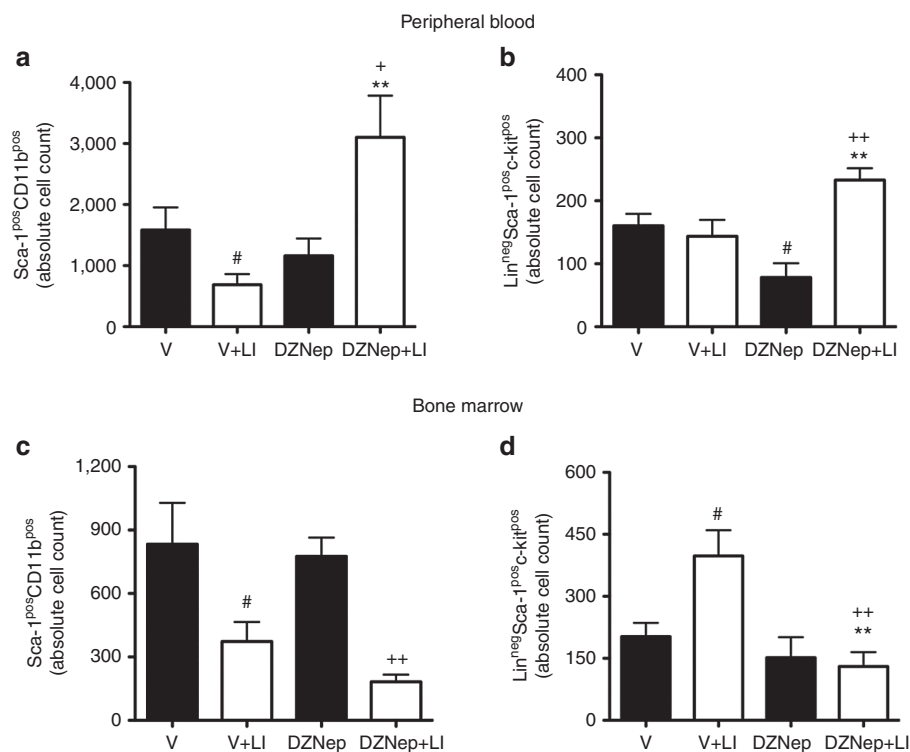 Peripheral blood
a
Sca-1posCD11bpos
(absolute cell count)
4,000
3,000
2,000
1,000
0
#
+
**
V
V+LI
DZNep
DZNep+LI
b
LinnegSca-1posc-kitpos
(absolute cell count)
400
300
200
100
0
#
++
**
V
V+LI
DZNep
DZNep+LI
Bone marrow
c
Sca-1posCD11bpos
(absolute cell count)
1,200
900
600
300
0
#
++
V
V+LI
DZNep
DZNep+LI
d
LinnegSca-1posc-kitpos
(absolute cell count)
600
450
300
150
0
#
++
**
V
V+LI
DZNep
DZNep+LI